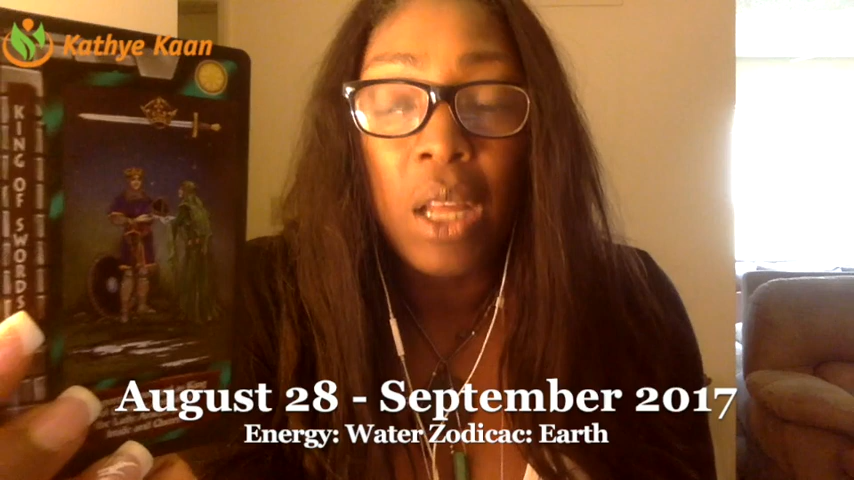 Kathye Kaan
KING OF SWORDS
August 28 - September 2017
Energy: Water Zodicac: Earth